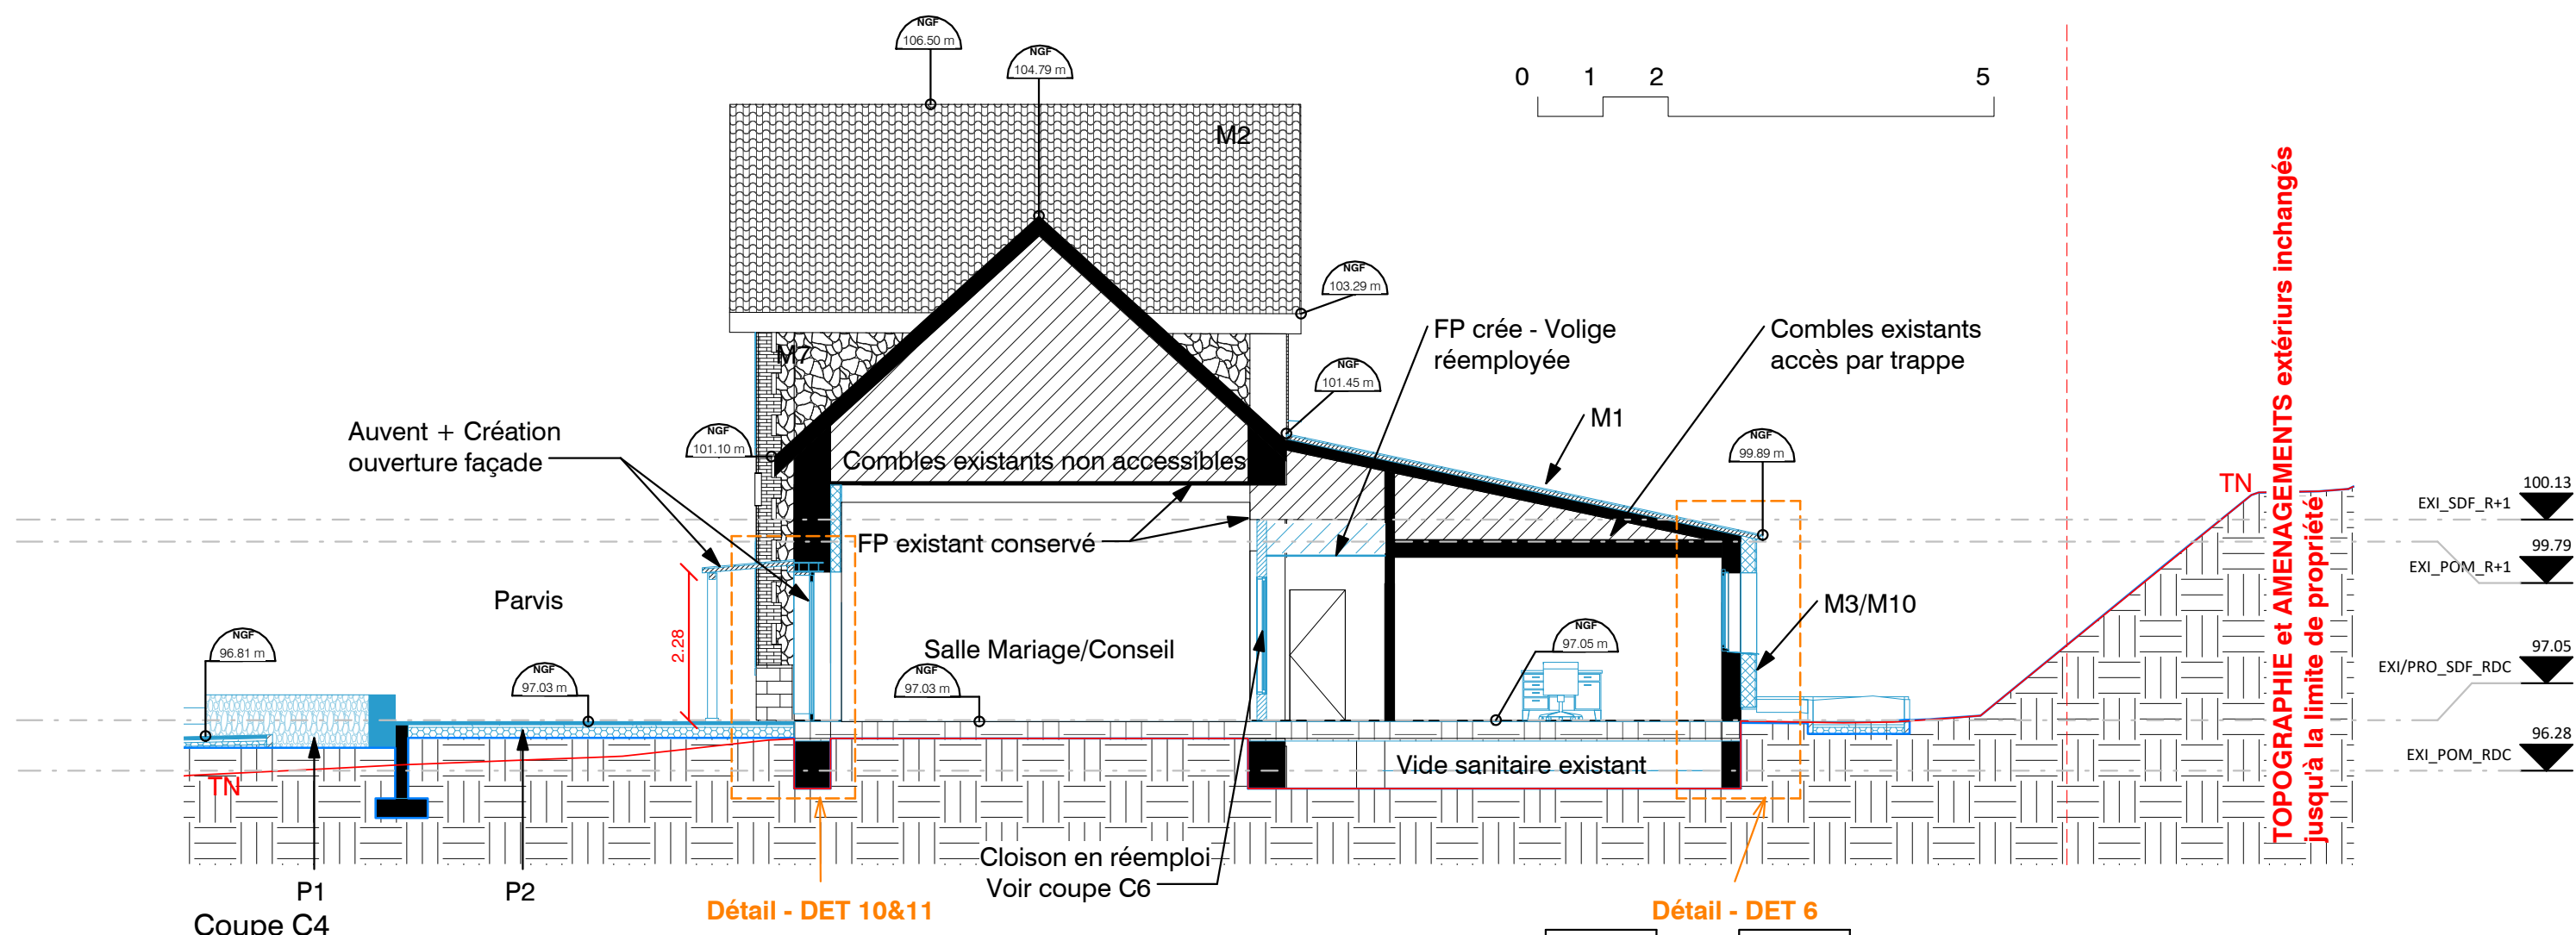 NGF
106.50 m
NGF
104.79 m
0 1 2 5
M2
NGF
103.29 m
M7
FP crée - Volige
réemployée
Combles existants
accès par trappe
NGF
101.45 m
M1
Auvent + Création
ouverture façade
NGF
101.10 m
Combles existants non accessibles
NGF
99.89 m
TN
TOPOGRAPHIE et AMENAGEMENTS extériurs inchangés
jusqu'à la limite de propriété
100.13
EXI_SDF_R+1
99.79
EXI_POM_R+1
FP existant conservé
Parvis
2.28
M3/M10
NGF
96.81 m
Salle Mariage/Conseil
NGF
97.05 m
NGF
97.03 m
NGF
97.03 m
97.05
EXI/PRO_SDF_RDC
96.28
EXI_POM_RDC
Vide sanitaire existant
TN
Cloison en réemploi
Voir coupe C6
P1
P2
Détail - DET 10&11
Détail - DET 6
Coupe C4